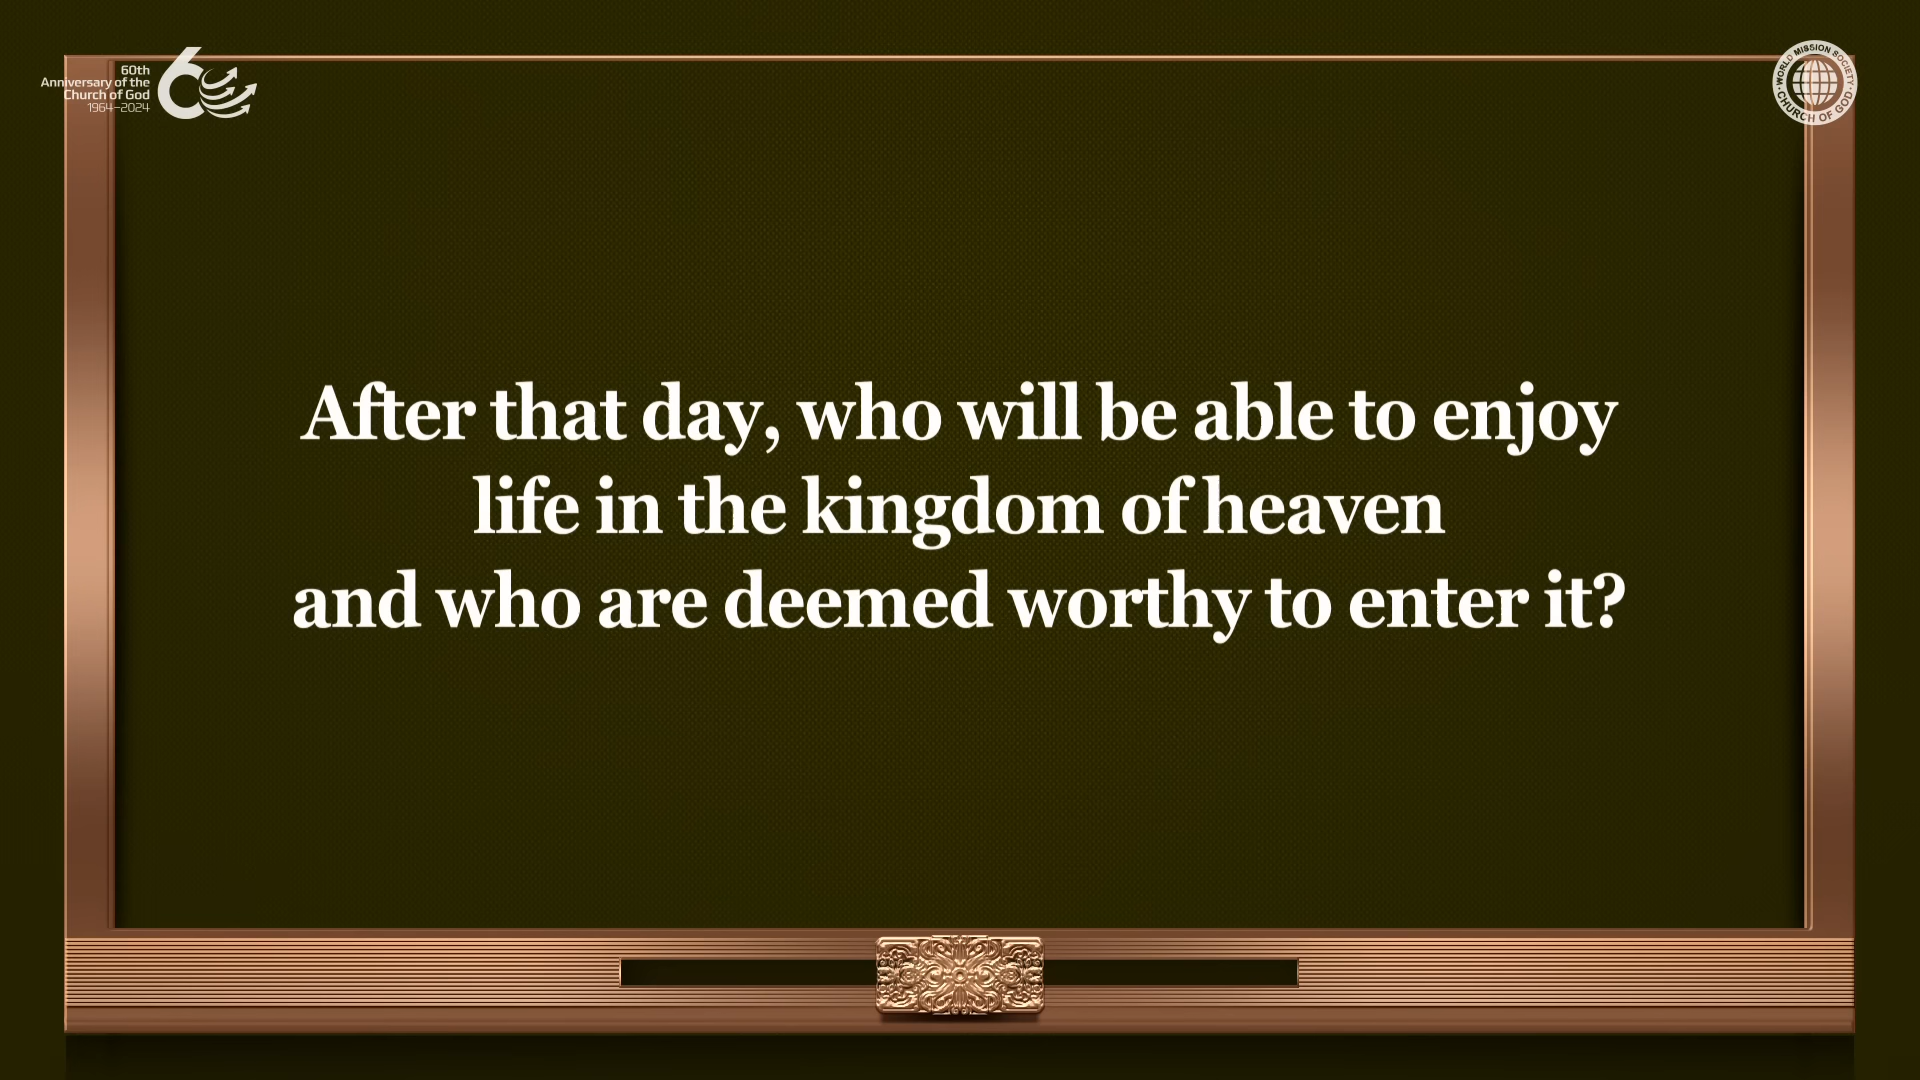 60th
Anniversary of the
Church of God
1964–2024
60
WORLD MISSION SOCIETY
CHURCH OF GOD
After that day, who will be able to enjoy
life in the kingdom of heaven
and who are deemed worthy to enter it?